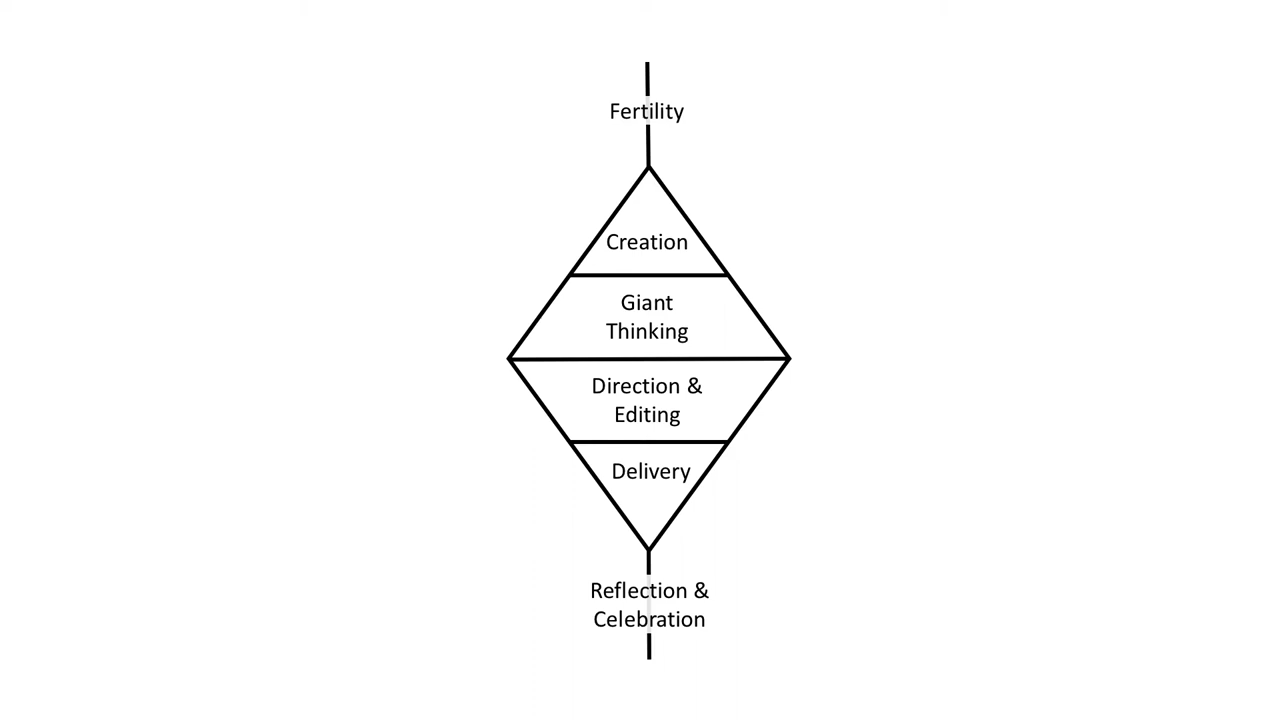 Fertility
Creation
Giant
Thinking
Direction &
Editing
Delivery
Reflection &
Celebration